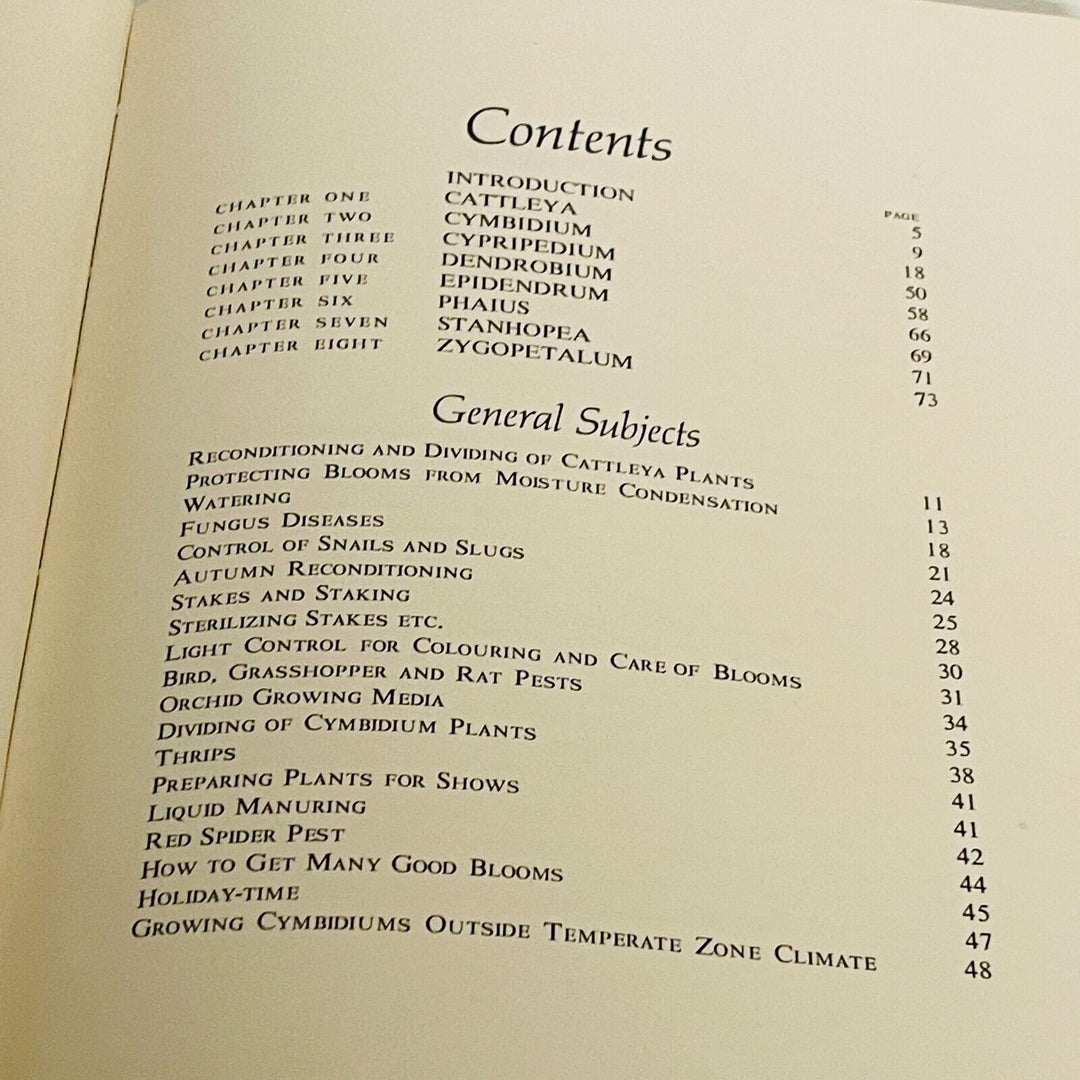 Contents
PAGE
INTRODUCTION 5
CHAPTER ONE CATTLEYA 9
CHAPTER TWO CYMBIDIUM 18
CHAPTER THREE CYPRIPEDIUM 50
CHAPTER FOUR DENDROBIUM 58
CHAPTER FIVE EPIDENDRUM 66
CHAPTER SIX PHAIUS 69
CHAPTER SEVEN STANHOPEA 71
CHAPTER EIGHT ZYGOPETALUM 73
General Subjects
RECONDITIONING AND DIVIDING OF CATTLEYA PLANTS 11
PROTECTING BLOOMS FROM MOISTURE CONDENSATION 13
WATERING 18
FUNGUS DISEASES 21
CONTROL OF SNAILS AND SLUGS 24
AUTUMN RECONDITIONING 25
STAKES AND STAKING 28
STERILIZING STAKES ETC. 30
LIGHT CONTROL FOR COLOURING AND CARE OF BLOOMS 31
BIRD, GRASSHOPPER AND RAT PESTS 34
ORCHID GROWING MEDIA 35
DIVIDING OF CYMBIDIUM PLANTS 38
THRIPS 41
PREPARING PLANTS FOR SHOWS 41
LIQUID MANURING 42
RED SPIDER PEST 44
HOW TO GET MANY GOOD BLOOMS 45
HOLIDAY-TIME 47
GROWING CYMBIDIUMS OUTSIDE TEMPERATE ZONE CLIMATE 48